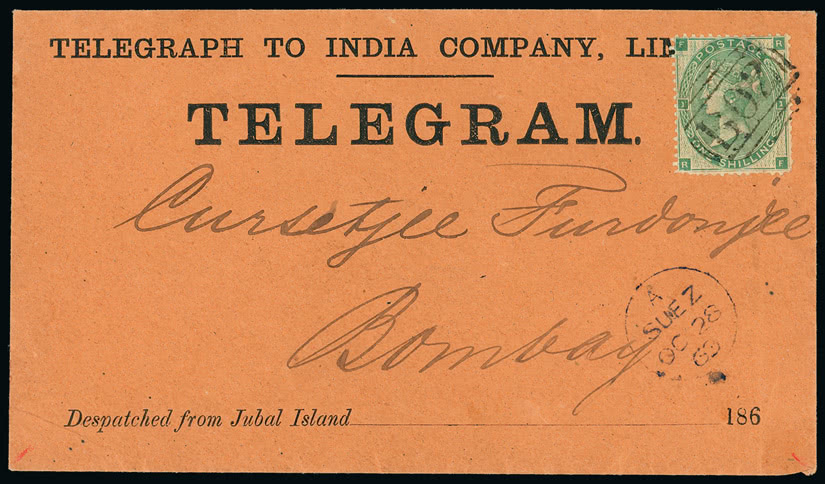 TELEGRAPH TO INDIA COMPANY, LIM
TELEGRAM.
F R
POSTAGE
J J
ONE SHILLING
R F
B02
Cursetjee Furdonjee
Bombay
A
SUEZ
OC 28
69
Despatched from Jubal Island 186